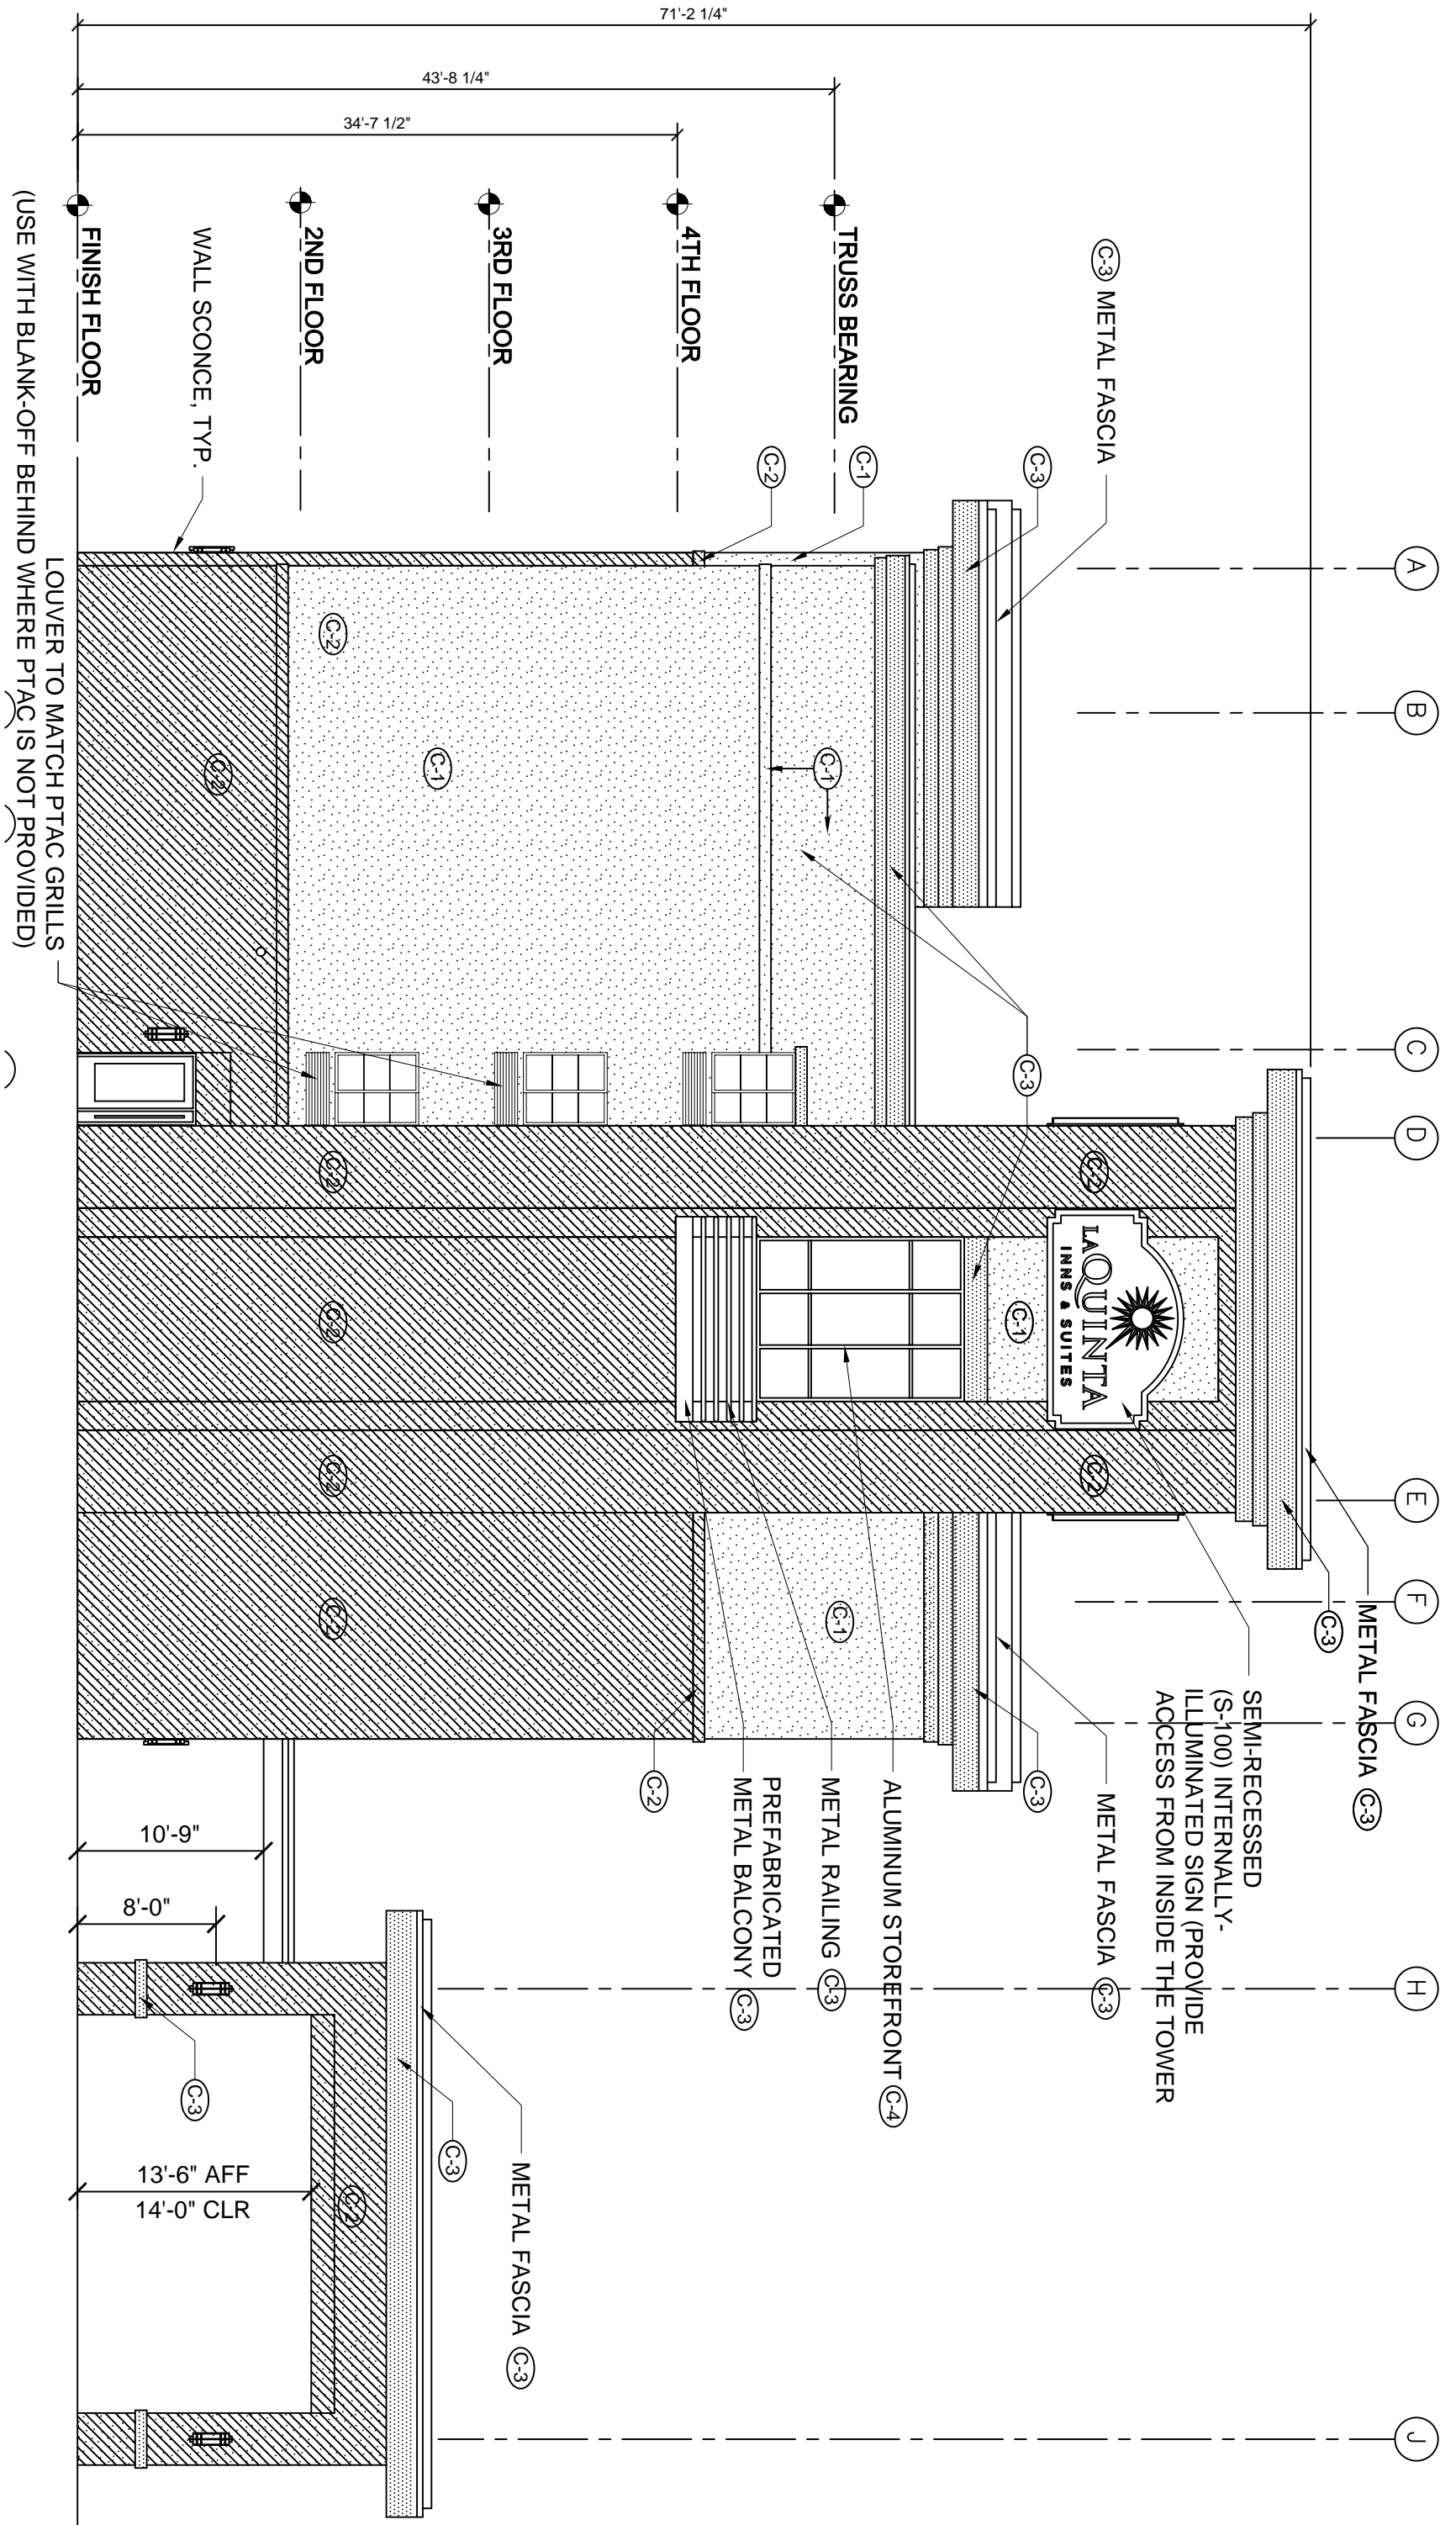 A
B
C
D
E
F
G
H
J
71'-2 1/4"
43'-8 1/4"
34'-7 1/2"
METAL FASCIA C-3
C-3
SEMI-RECESSED
(S-100) INTERNALLY-
ILLUMINATED SIGN (PROVIDE
ACCESS FROM INSIDE THE TOWER
C-3 METAL FASCIA
METAL FASCIA C-3
C-3
C-3
C-3
C-2
C-2
LA QUINTA
INNS & SUITES
C-1
TRUSS BEARING
C-1
C-1
C-1
ALUMINUM STOREFRONT C-4
METAL RAILING C-3
PREFABRICATED
METAL BALCONY C-3
C-2
C-2
4TH FLOOR
3RD FLOOR
2ND FLOOR
C-1
C-2
C-2
C-2
C-2
C-2
METAL FASCIA C-3
C-3
C-2
C-2
WALL SCONCE, TYP.
C-3
10'-9"
8'-0"
13'-6" AFF
14'-0" CLR
FINISH FLOOR
LOUVER TO MATCH PTAC GRILLS
(USE WITH BLANK-OFF BEHIND WHERE PTAC IS NOT PROVIDED)